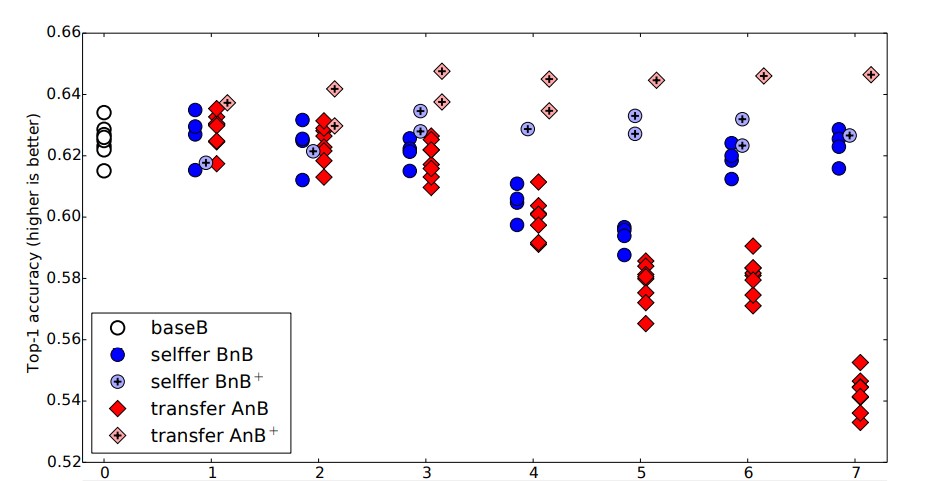 0.66
0.64
0.62
0.60
0.58
0.56
0.54
0.52
Top-1 accuracy (higher is better)
baseB
selffer BnB
selffer BnB⁺
transfer AnB
transfer AnB⁺
0 1 2 3 4 5 6 7